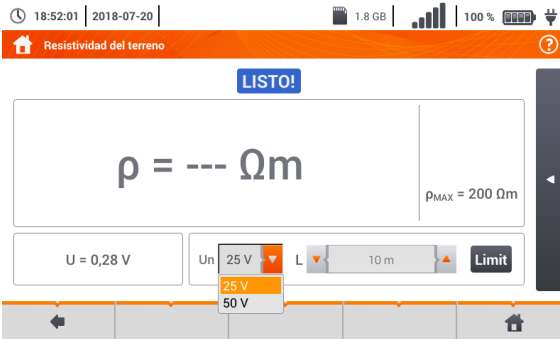 18:52:01 2018-07-20 1.8 GB 100 %
Resistividad del terreno ?
LISTO!
ρ = --- Ωm
ρMAX = 200 Ωm
U = 0,28 V
Un 25 V L 10 m Limit
25 V
50 V